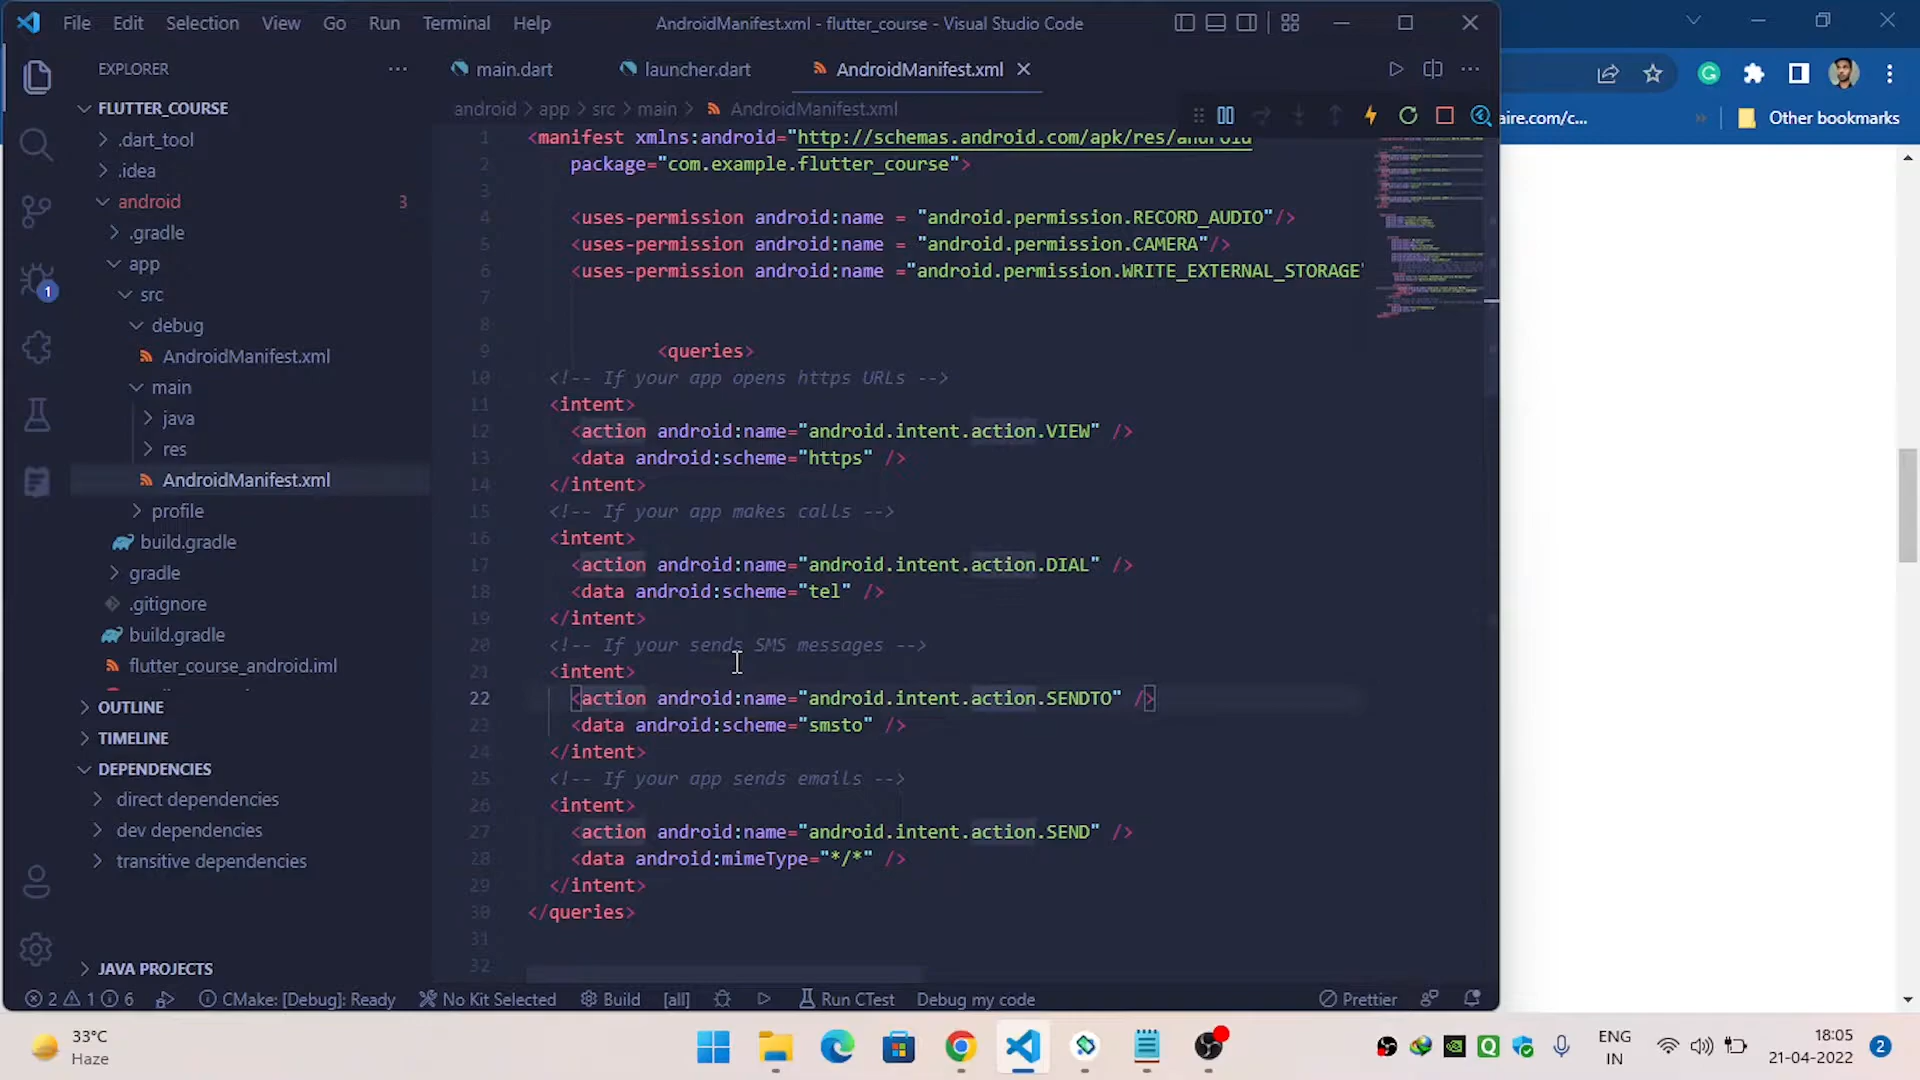 File Edit Selection View Go Run Terminal Help
AndroidManifest.xml - flutter_course - Visual Studio Code
EXPLORER
FLUTTER_COURSE
.dart_tool
.idea
android 3
.gradle
app
src
debug
AndroidManifest.xml
main
java
res
AndroidManifest.xml
profile
build.gradle
gradle
.gitignore
build.gradle
flutter_course_android.iml
OUTLINE
TIMELINE
DEPENDENCIES
direct dependencies
dev dependencies
transitive dependencies
JAVA PROJECTS
1
main.dart launcher.dart AndroidManifest.xml
android > app > src > main > AndroidManifest.xml
1 <manifest xmlns:android="http://schemas.android.com/apk/res/android
2 package="com.example.flutter_course">
3
4 <uses-permission android:name = "android.permission.RECORD_AUDIO"/>
5 <uses-permission android:name = "android.permission.CAMERA"/>
6 <uses-permission android:name ="android.permission.WRITE_EXTERNAL_STORAGE"
7
8
9 <queries>
10 <!-- If your app opens https URLs -->
11 <intent>
12 <action android:name="android.intent.action.VIEW" />
13 <data android:scheme="https" />
14 </intent>
15 <!-- If your app makes calls -->
16 <intent>
17 <action android:name="android.intent.action.DIAL" />
18 <data android:scheme="tel" />
19 </intent>
20 <!-- If your sends SMS messages -->
21 <intent>
22 <action android:name="android.intent.action.SENDTO" />
23 <data android:scheme="smsto" />
24 </intent>
25 <!-- If your app sends emails -->
26 <intent>
27 <action android:name="android.intent.action.SEND" />
28 <data android:mimeType="*/*" />
29 </intent>
30 </queries>
31
32
2 1 6 CMake: [Debug]: Ready No Kit Selected Build [all] Run CTest Debug my code Prettier
aire.com/c... » Other bookmarks
33°C
Haze
ENG
IN
18:05
21-04-2022
2